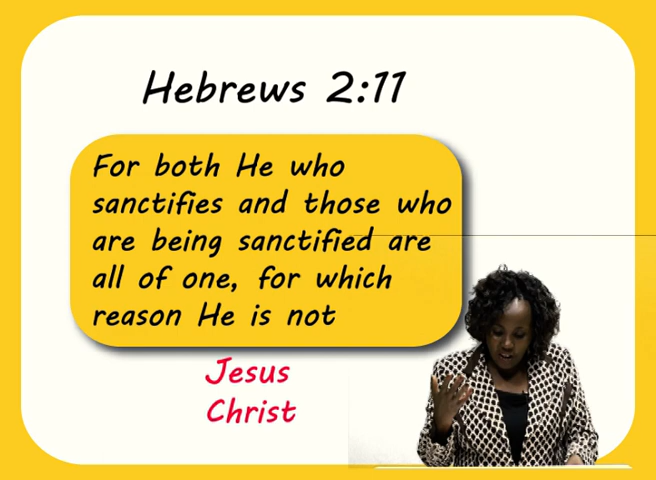 Hebrews 2:11
For both He who
sanctifies and those who
are being sanctified are
all of one, for which
reason He is not
Jesus
Christ